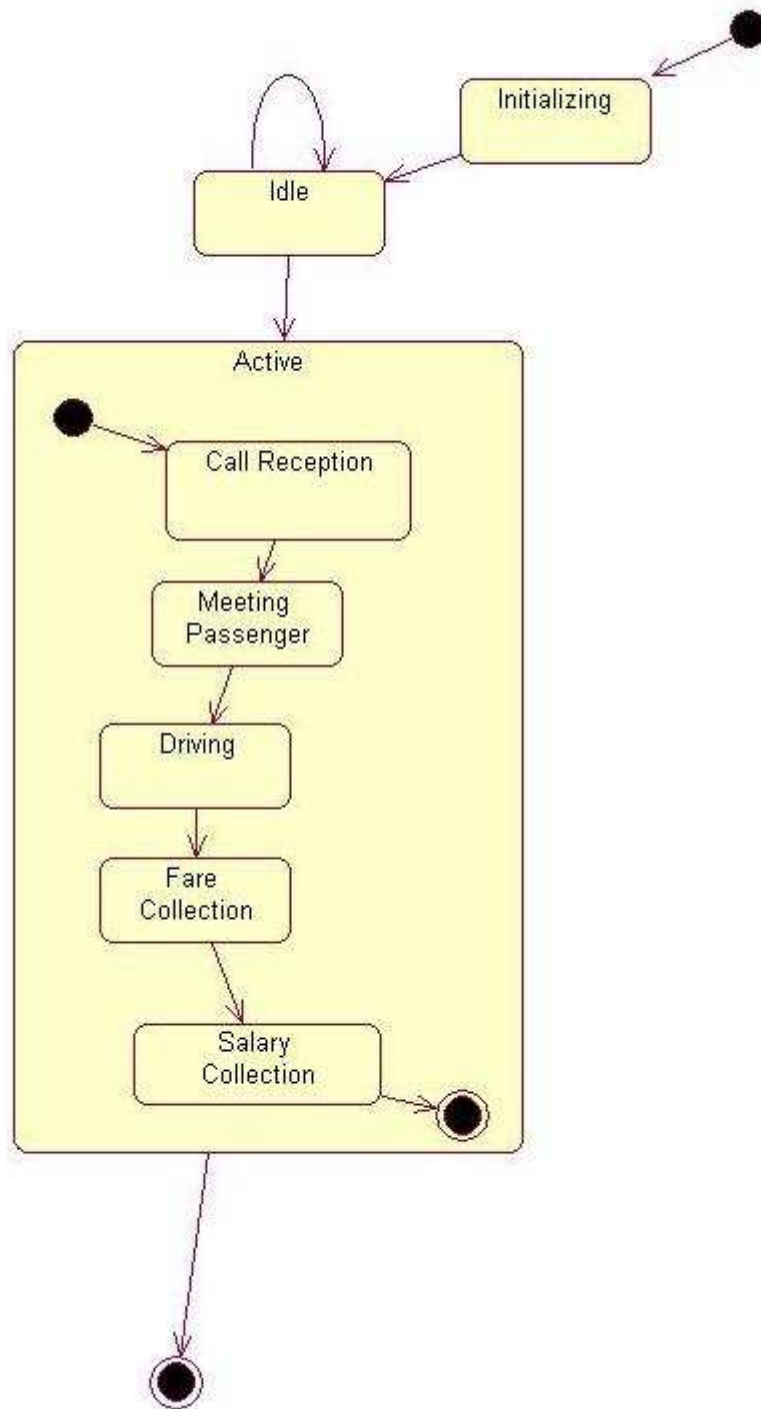 Initializing
Idle
Active
Call Reception
Meeting
Passenger
Driving
Fare
Collection
Salary
Collection